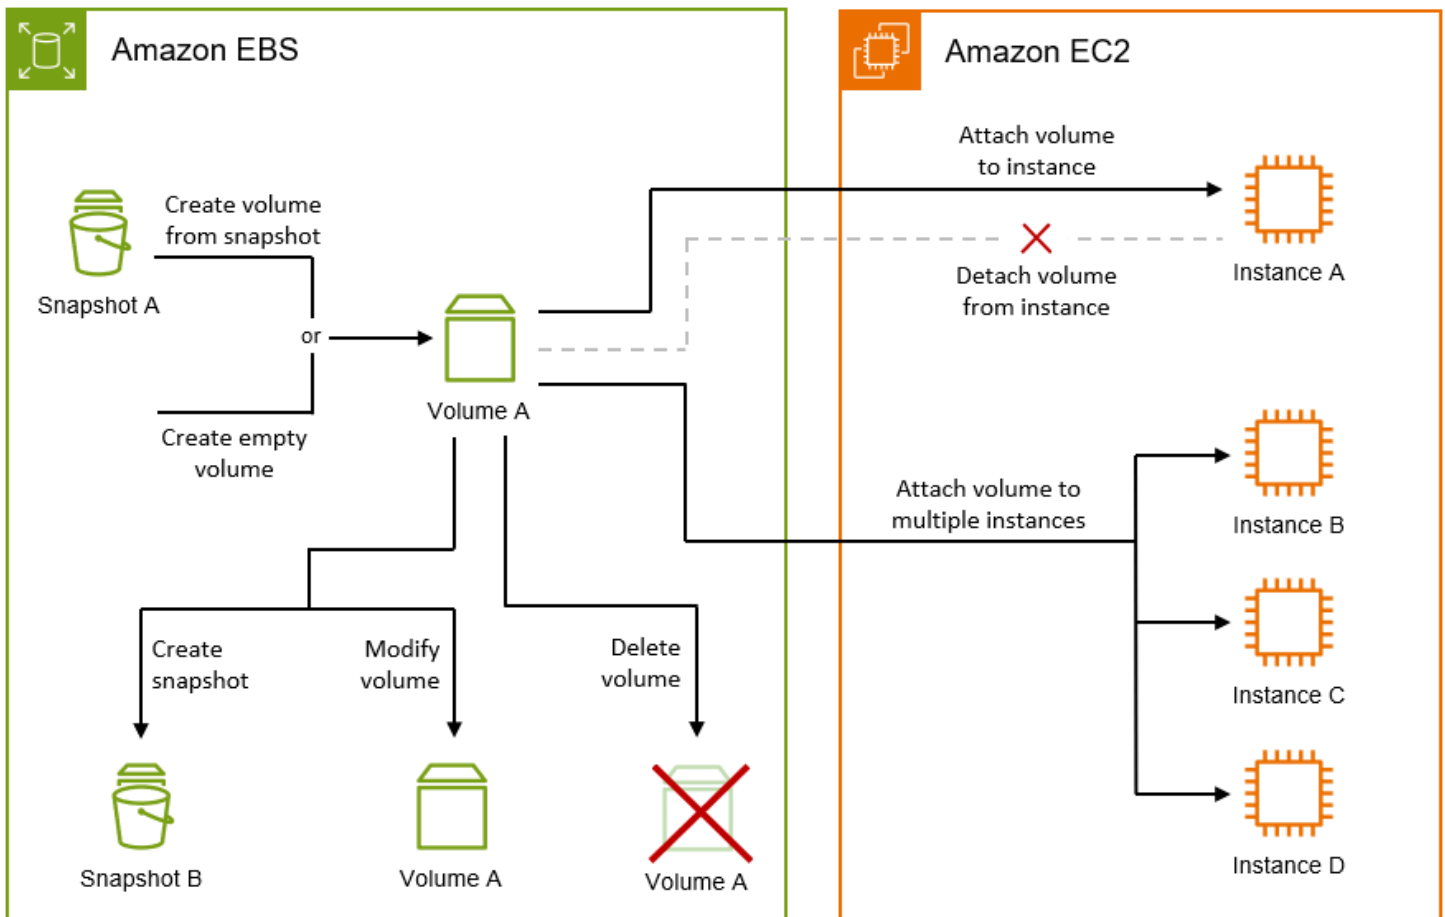 Amazon EBS
Amazon EC2
Attach volume
to instance
Create volume
from snapshot
Snapshot A
Detach volume
from instance
Instance A
or
Volume A
Create empty
volume
Attach volume to
multiple instances
Instance B
Create
snapshot
Modify
volume
Delete
volume
Instance C
Snapshot B
Volume A
Volume A
Instance D